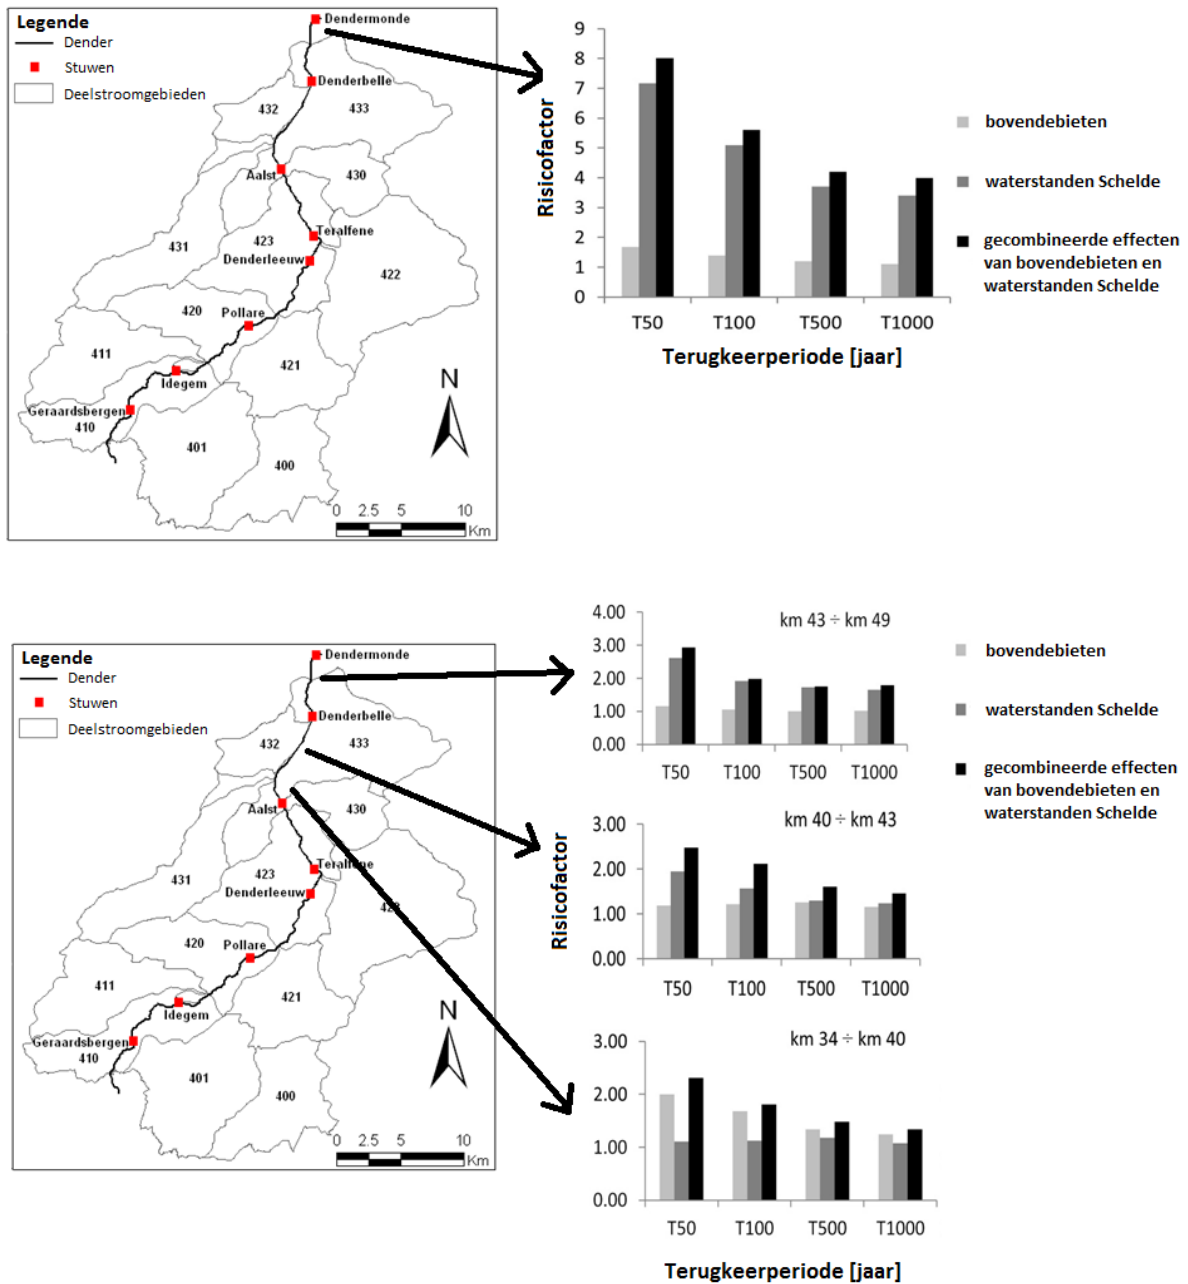 Legende
Dender
Stuwen
Deelstroomgebieden
Dendermonde
Denderbelle
432
433
Aalst
430
Teralfene
423
431
Denderleeuw
422
420
Pollare
411
421
Idegem
Geraardsbergen
410
401
400
N
0 2.5 5 10
Km
Risicofactor
9
8
7
6
5
4
3
2
1
0
T50 T100 T500 T1000
Terugkeerperiode [jaar]
bovendebieten
waterstanden Schelde
gecombineerde effecten
van bovendebieten en
waterstanden Schelde
Legende
Dender
Stuwen
Deelstroomgebieden
Dendermonde
Denderbelle
432
433
Aalst
430
Teralfene
423
431
Denderleeuw
422
420
Pollare
411
421
Idegem
Geraardsbergen
410
401
400
N
0 2.5 5 10
Km
Risicofactor
km 43 ÷ km 49
4.00
3.00
2.00
1.00
0.00
T50 T100 T500 T1000
km 40 ÷ km 43
3.00
2.00
1.00
0.00
T50 T100 T500 T1000
km 34 ÷ km 40
3.00
2.00
1.00
0.00
T50 T100 T500 T1000
Terugkeerperiode [jaar]
bovendebieten
waterstanden Schelde
gecombineerde effecten
van bovendebieten en
waterstanden Schelde